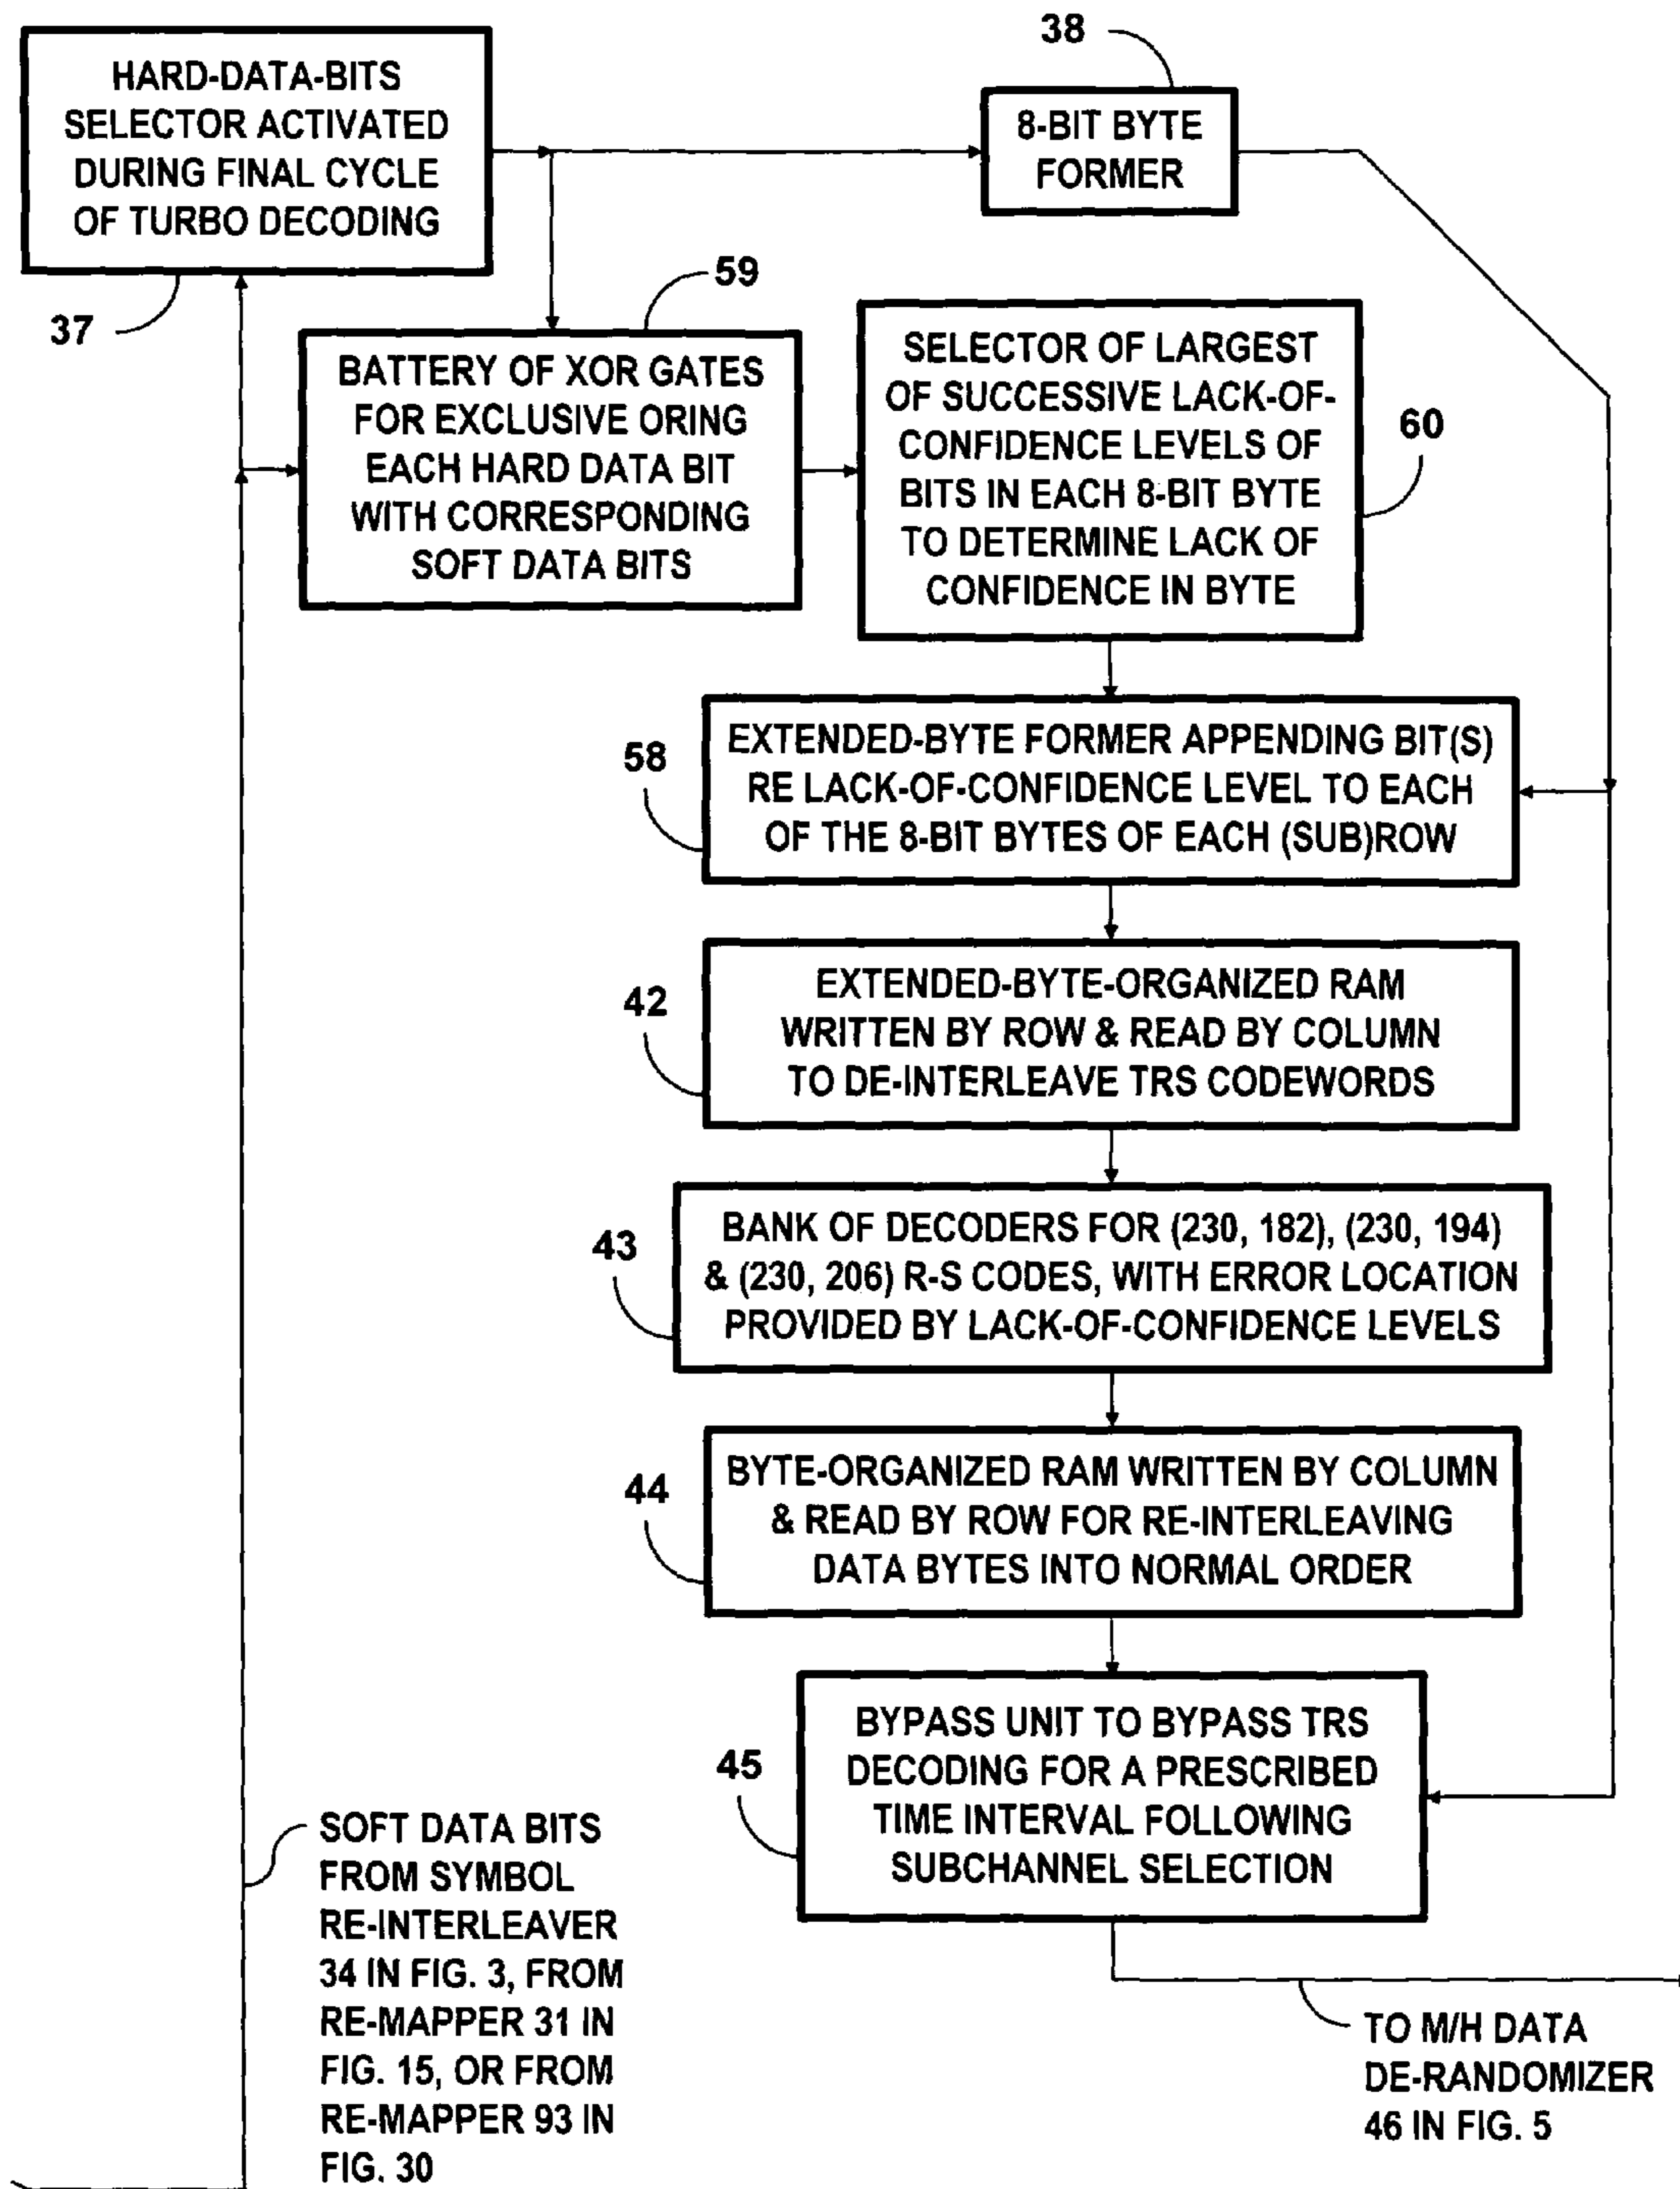 38
HARD-DATA-BITS
SELECTOR ACTIVATED
DURING FINAL CYCLE
OF TURBO DECODING
8-BIT BYTE
FORMER
37
59
BATTERY OF XOR GATES
FOR EXCLUSIVE ORING
EACH HARD DATA BIT
WITH CORRESPONDING
SOFT DATA BITS
SELECTOR OF LARGEST
OF SUCCESSIVE LACK-OF-
CONFIDENCE LEVELS OF
BITS IN EACH 8-BIT BYTE
TO DETERMINE LACK OF
CONFIDENCE IN BYTE
60
58
EXTENDED-BYTE FORMER APPENDING BIT(S)
RE LACK-OF-CONFIDENCE LEVEL TO EACH
OF THE 8-BIT BYTES OF EACH (SUB)ROW
42
EXTENDED-BYTE-ORGANIZED RAM
WRITTEN BY ROW & READ BY COLUMN
TO DE-INTERLEAVE TRS CODEWORDS
43
BANK OF DECODERS FOR (230, 182), (230, 194)
& (230, 206) R-S CODES, WITH ERROR LOCATION
PROVIDED BY LACK-OF-CONFIDENCE LEVELS
44
BYTE-ORGANIZED RAM WRITTEN BY COLUMN
& READ BY ROW FOR RE-INTERLEAVING
DATA BYTES INTO NORMAL ORDER
45
BYPASS UNIT TO BYPASS TRS
DECODING FOR A PRESCRIBED
TIME INTERVAL FOLLOWING
SUBCHANNEL SELECTION
SOFT DATA BITS
FROM SYMBOL
RE-INTERLEAVER
34 IN FIG. 3, FROM
RE-MAPPER 31 IN
FIG. 15, OR FROM
RE-MAPPER 93 IN
FIG. 30
TO M/H DATA
DE-RANDOMIZER
46 IN FIG. 5